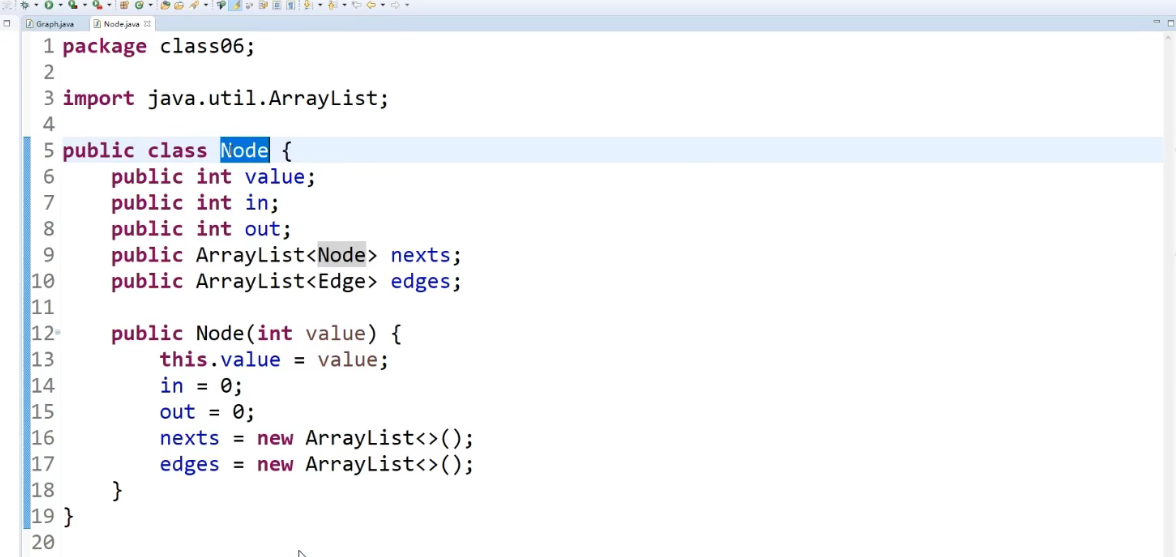 Graph.java Node.java
1 package class06;
2
3 import java.util.ArrayList;
4
5 public class Node {
6 public int value;
7 public int in;
8 public int out;
9 public ArrayList<Node> nexts;
10 public ArrayList<Edge> edges;
11
12 public Node(int value) {
13 this.value = value;
14 in = 0;
15 out = 0;
16 nexts = new ArrayList<>();
17 edges = new ArrayList<>();
18 }
19 }
20